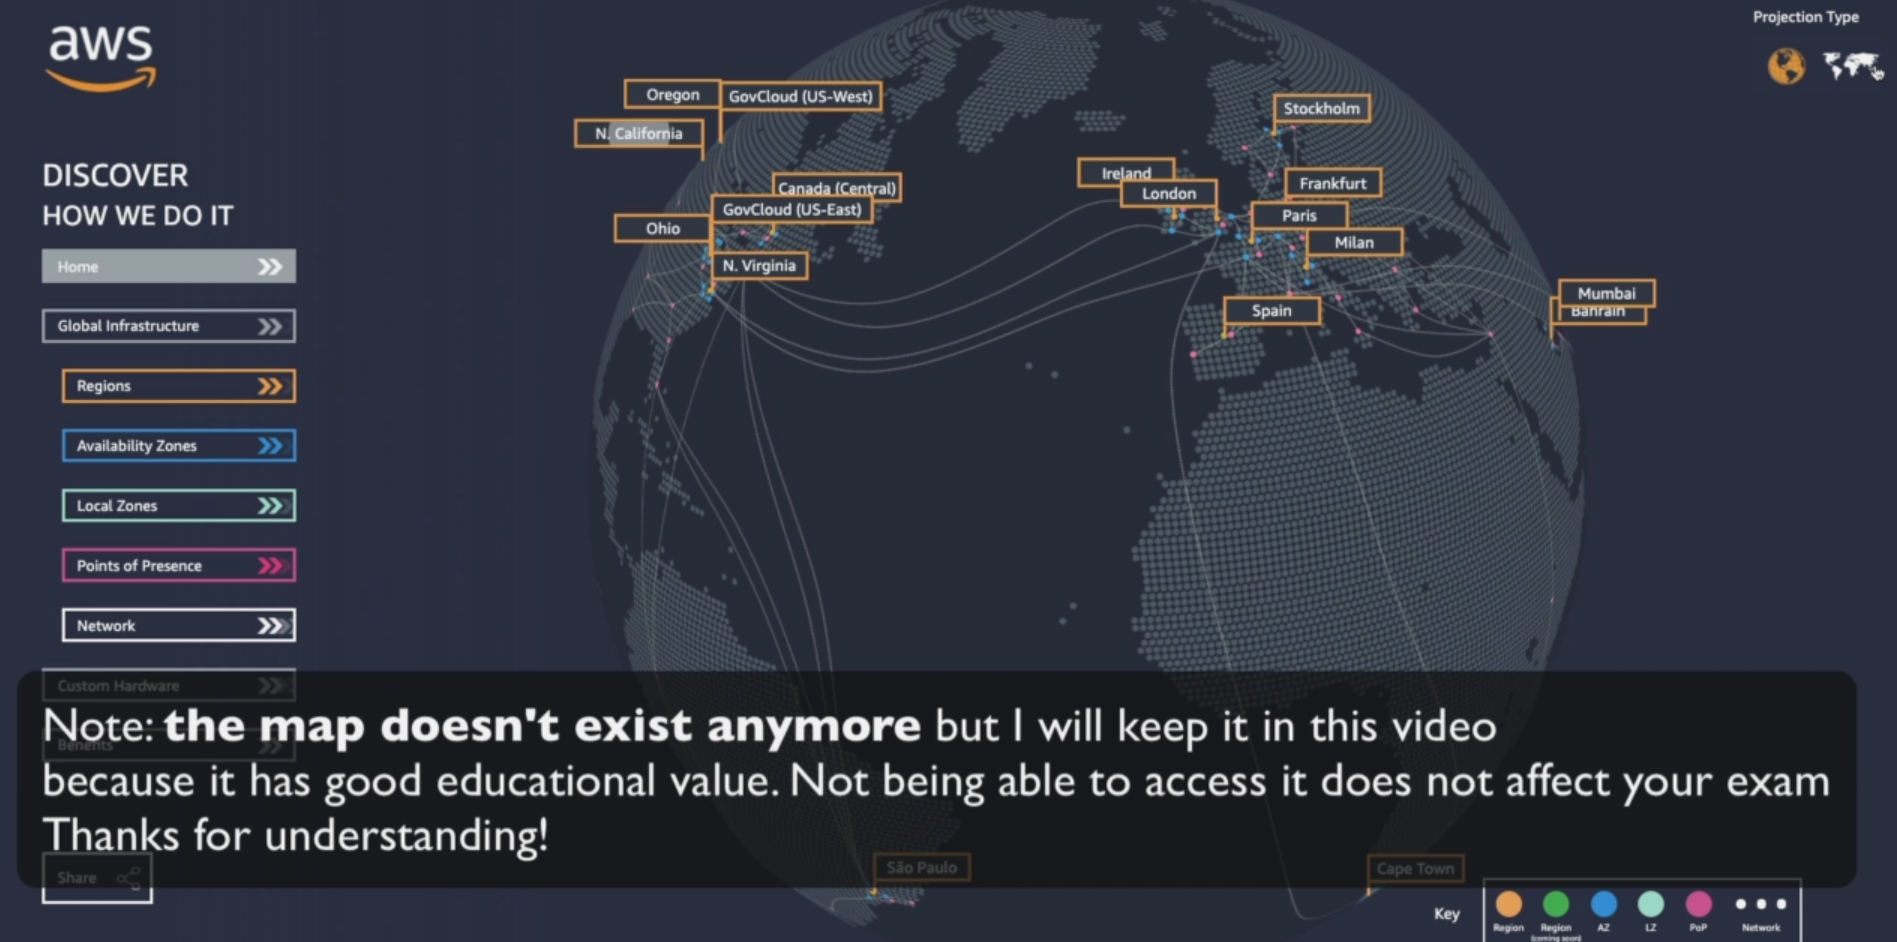 aws
Projection Type
DISCOVER
HOW WE DO IT
Home
Global Infrastructure
Regions
Availability Zones
Local Zones
Points of Presence
Network
Custom Hardware
Benefits
Share
Oregon
GovCloud (US-West)
N. California
Canada (Central)
GovCloud (US-East)
Ohio
N. Virginia
Stockholm
Ireland
London
Frankfurt
Paris
Milan
Spain
Mumbai
Bahrain
Note: the map doesn't exist anymore but I will keep it in this video
because it has good educational value. Not being able to access it does not affect your exam
Thanks for understanding!
São Paulo
Cape Town
Key
Region
Region
(coming soon)
AZ
LZ
PoP
Network